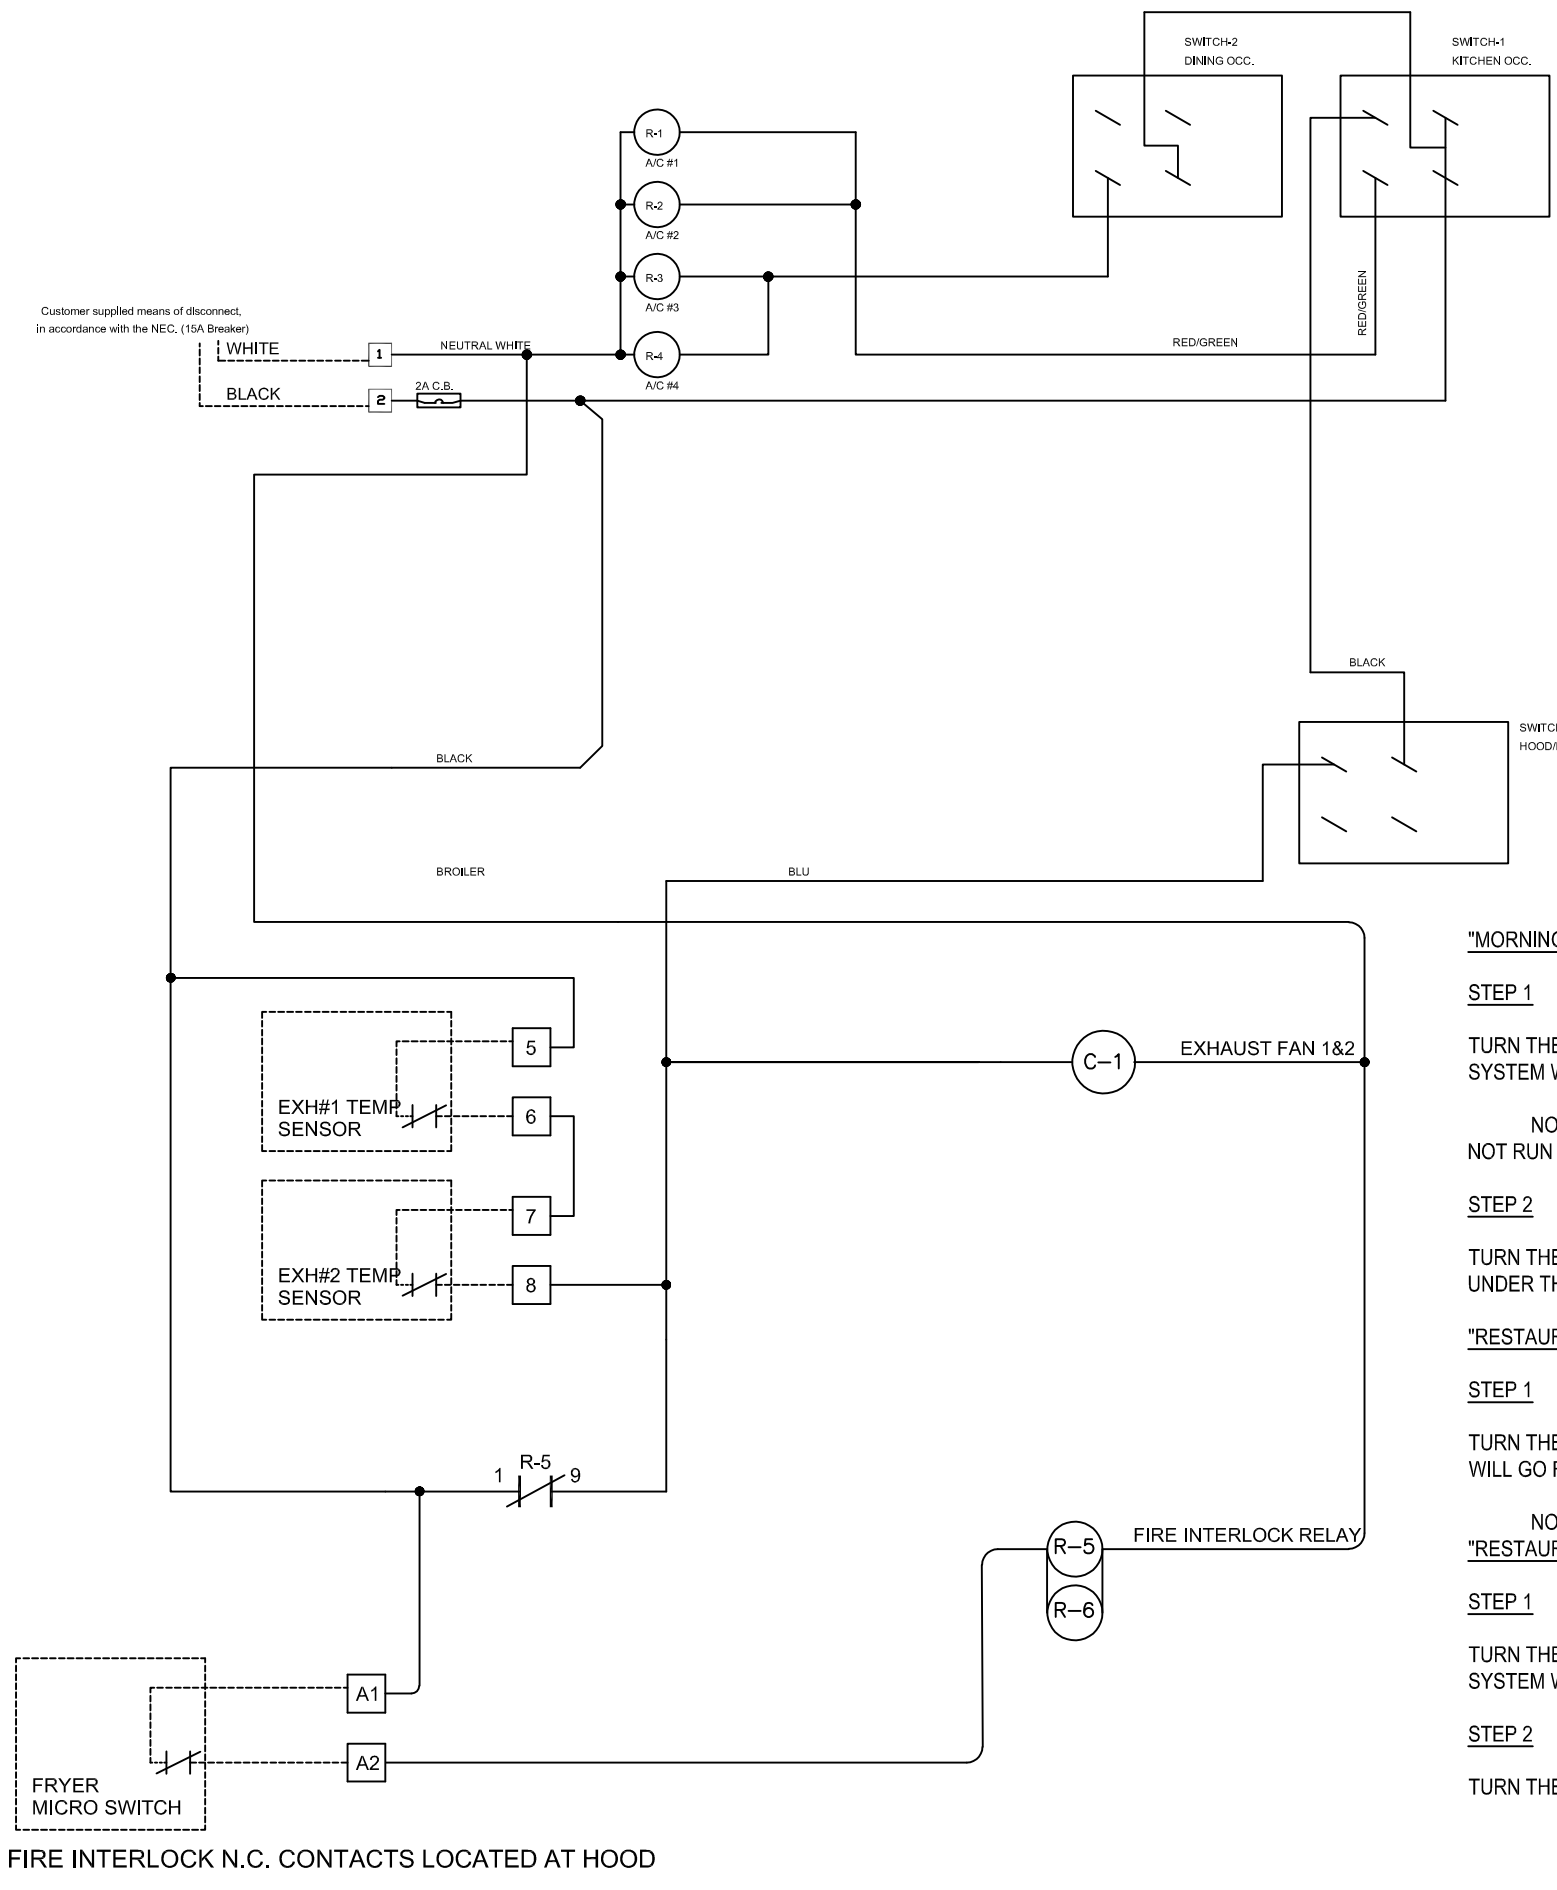 SWITCH-2
DINING OCC.
SWITCH-1
KITCHEN OCC.
R-1
A/C #1
R-2
A/C #2
R-3
A/C #3
R-4
A/C #4
RED/GREEN
RED/GREEN
Customer supplied means of disconnect,
in accordance with the NEC. (15A Breaker)
WHITE
1
NEUTRAL WHITE
BLACK
2
2A C.B.
BLACK
SWITCH
HOOD/
BLACK
BROILER
BLU
5
6
EXH#1 TEMP
SENSOR
7
8
EXH#2 TEMP
SENSOR
C-1
EXHAUST FAN 1&2
1
R-5
9
R-5
FIRE INTERLOCK RELAY
R-6
A1
A2
FRYER
MICRO SWITCH
FIRE INTERLOCK N.C. CONTACTS LOCATED AT HOOD
"MORNING
STEP 1
TURN THE
SYSTEM W
NO
NOT RUN
STEP 2
TURN THE
UNDER TH
"RESTAUR
STEP 1
TURN THE
WILL GO
NO
"RESTAUR
STEP 1
TURN THE
SYSTEM W
STEP 2
TURN THE